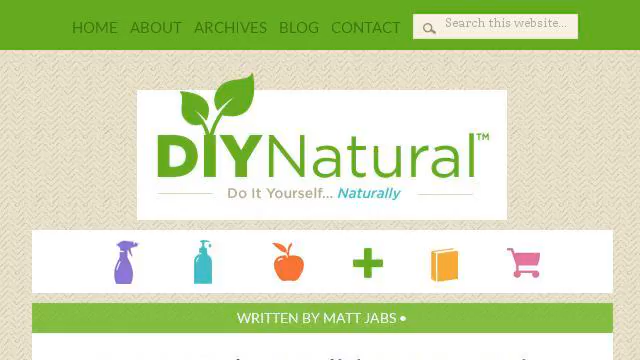 HOME ABOUT ARCHIVES BLOG CONTACT Search this website...
DIYNatural™
Do It Yourself... Naturally
WRITTEN BY MATT JABS •